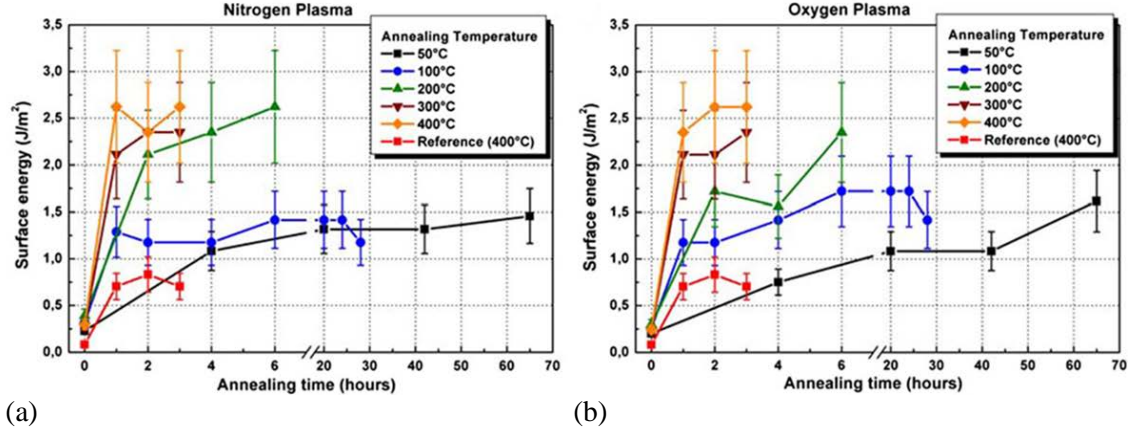 Nitrogen Plasma
3,5
3,0
2,5
2,0
1,5
1,0
0,5
0,0
Surface energy (J/m²)
Annealing Temperature
50°C
100°C
200°C
300°C
400°C
Reference (400°C)
0 2 4 6 20 30 40 50 60 70
Annealing time (hours)
(a)
Oxygen Plasma
3,5
3,0
2,5
2,0
1,5
1,0
0,5
0,0
Surface energy (J/m²)
Annealing Temperature
50°C
100°C
200°C
300°C
400°C
Reference (400°C)
0 2 4 6 20 30 40 50 60 70
Annealing time (hours)
(b)